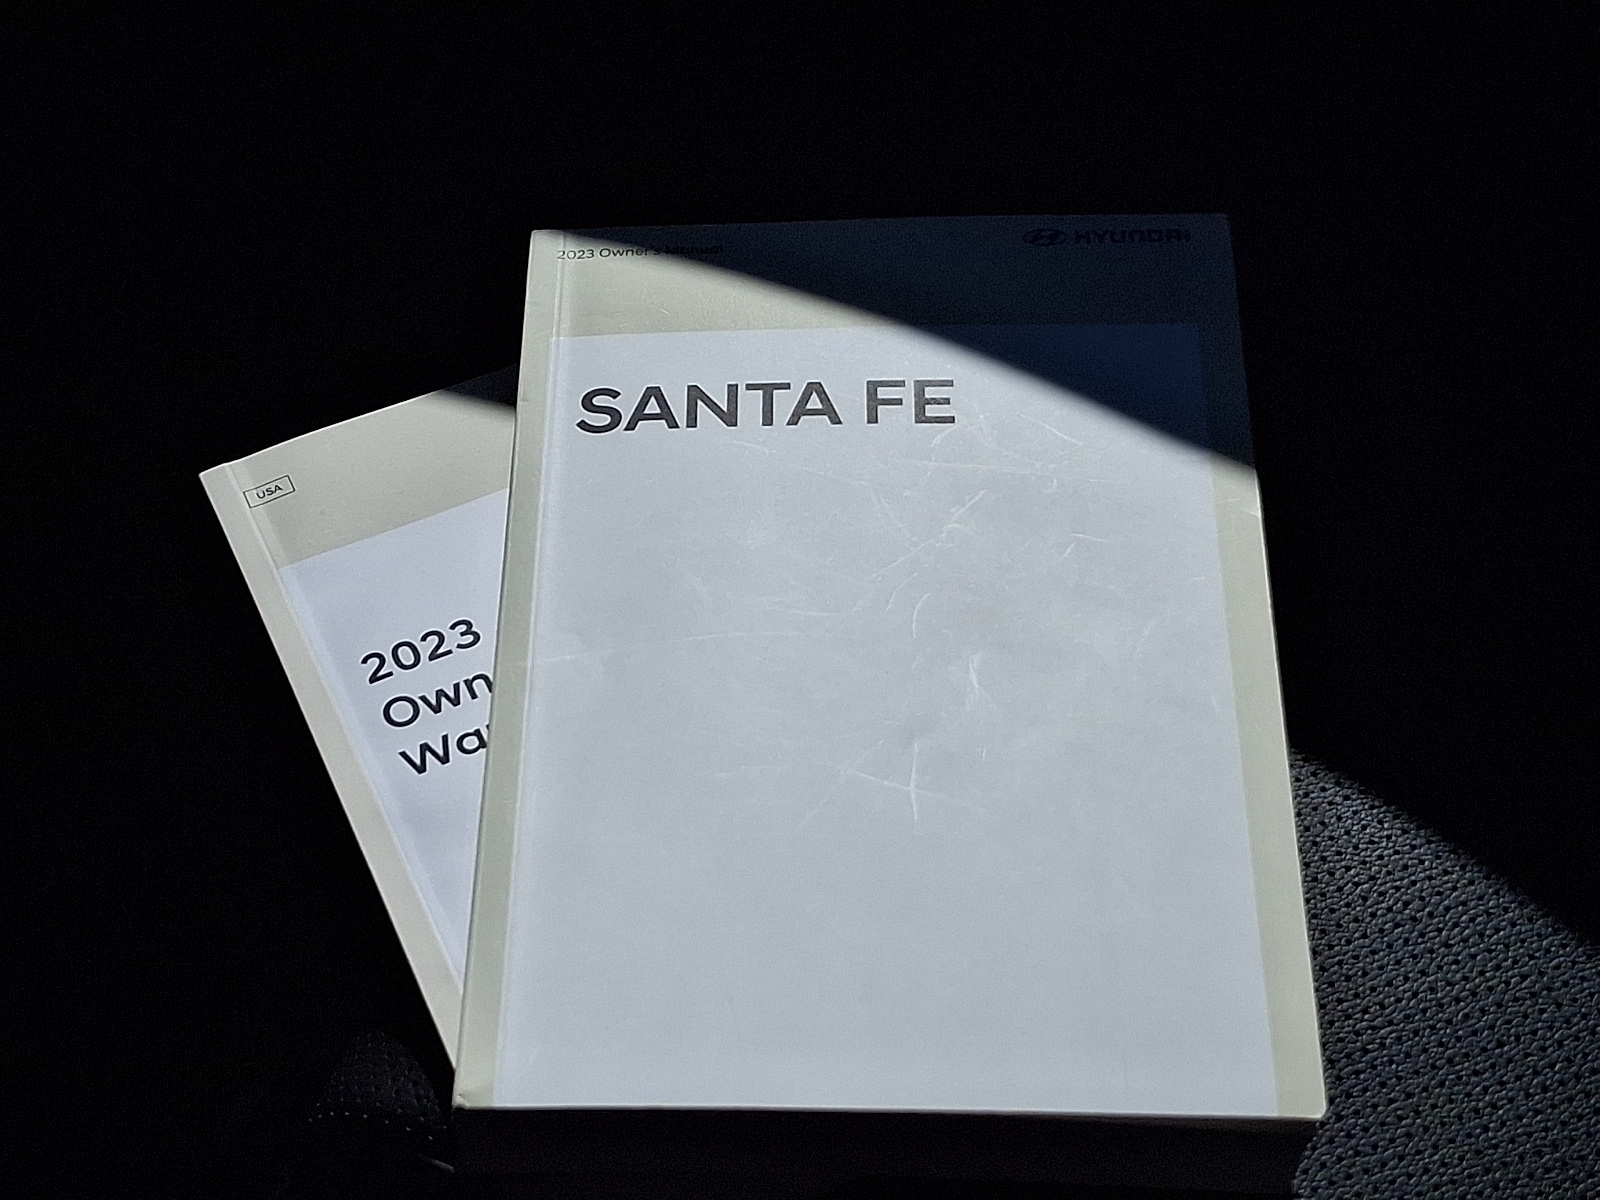 2023 Owner's Manual
HYUNDAI
SANTA FE
USA
2023
Own
Wa